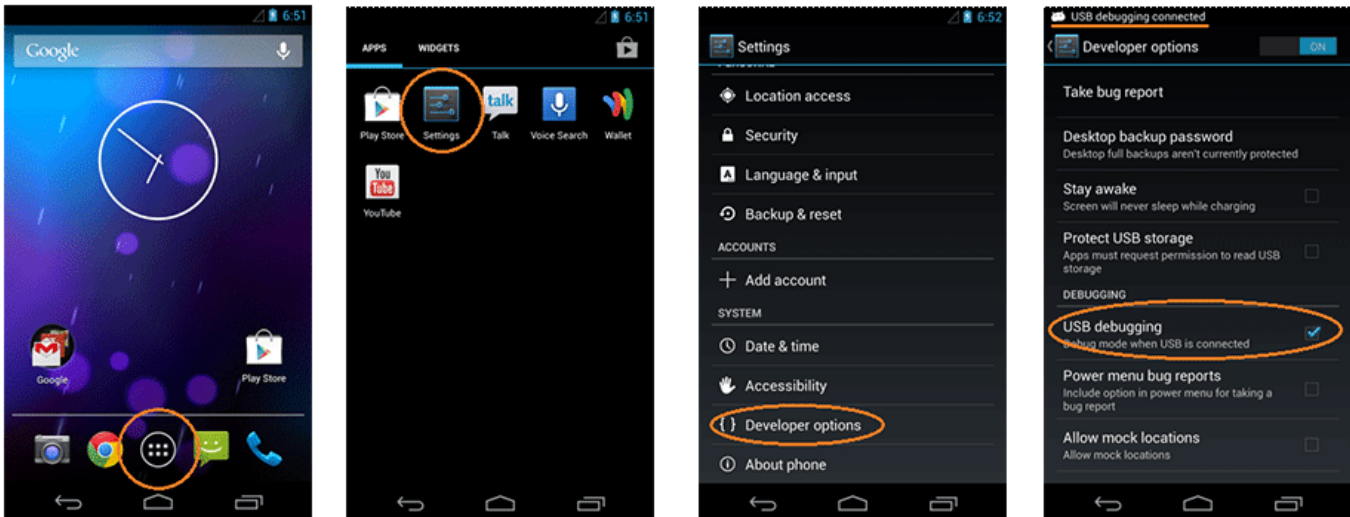 6:51
Google
Google
Play Store
6:51
APPS WIDGETS
Play Store Settings talk Talk Voice Search Wallet
You
Tube
YouTube
6:52
Settings
PERSONAL
Location access
Security
A Language & input
Backup & reset
ACCOUNTS
Add account
SYSTEM
Date & time
Accessibility
{ } Developer options
About phone
USB debugging connected
Developer options ON
Take bug report
Desktop backup password
Desktop full backups aren't currently protected
Stay awake
Screen will never sleep while charging
Protect USB storage
Apps must request permission to read USB
storage
DEBUGGING
USB debugging
Debug mode when USB is connected
Power menu bug reports
Include option in power menu for taking a
bug report
Allow mock locations
Allow mock locations